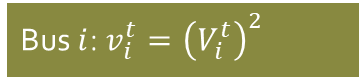 Bus i: v_i^t = (V_i^t)^2